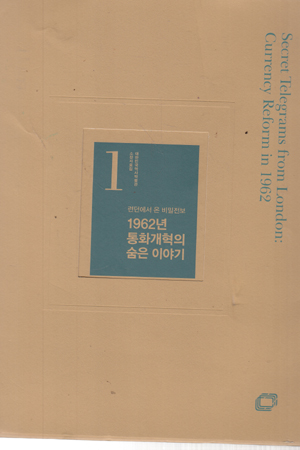 Secret Telegrams from London:
Currency Reform in 1962
1
런던에서 온 비밀전보
1962년
통화개혁의
숨은 이야기